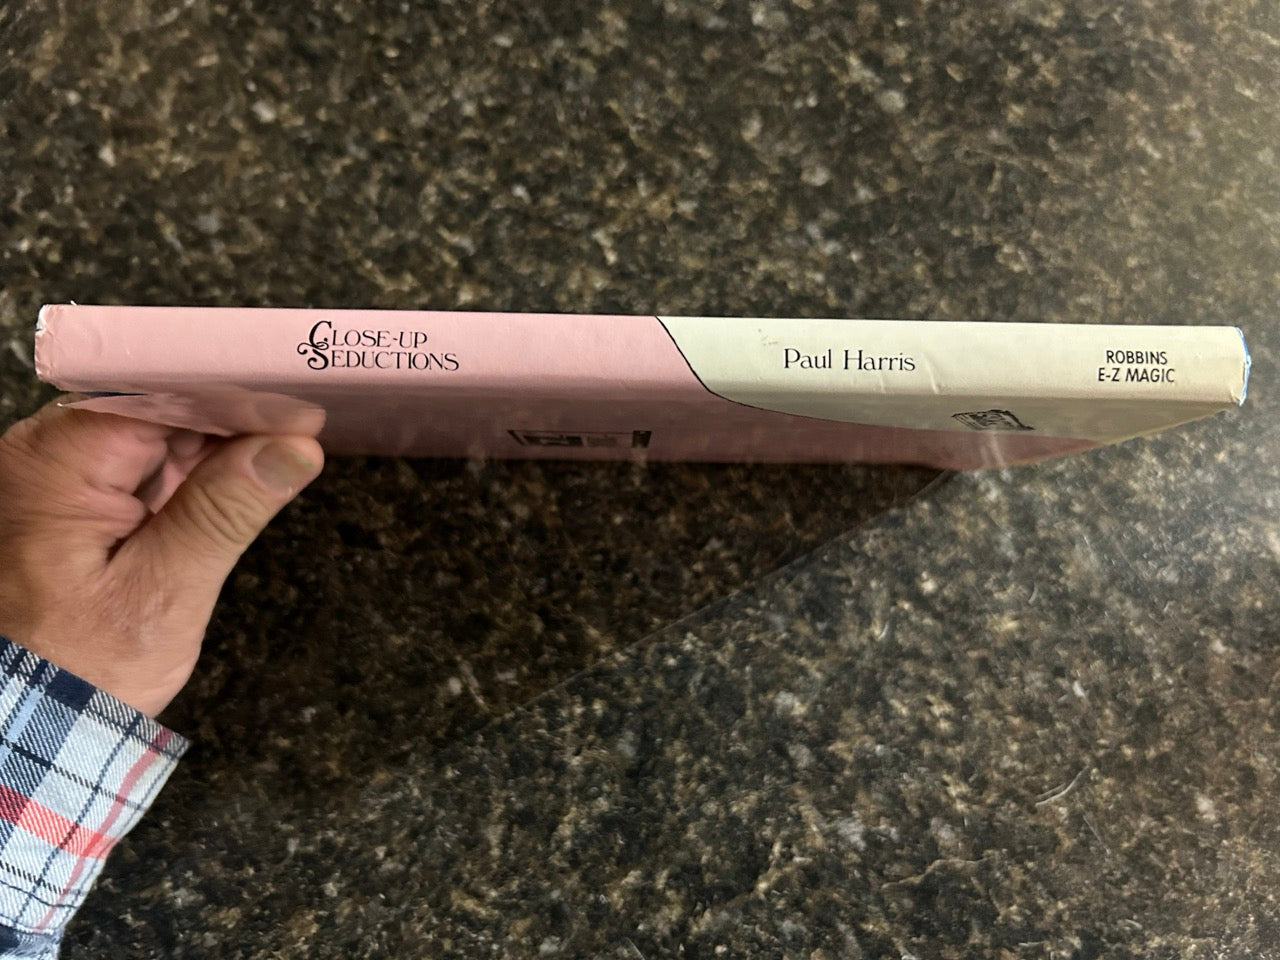 CLOSE-UP
SEDUCTIONS
Paul Harris
ROBBINS
E-Z MAGIC